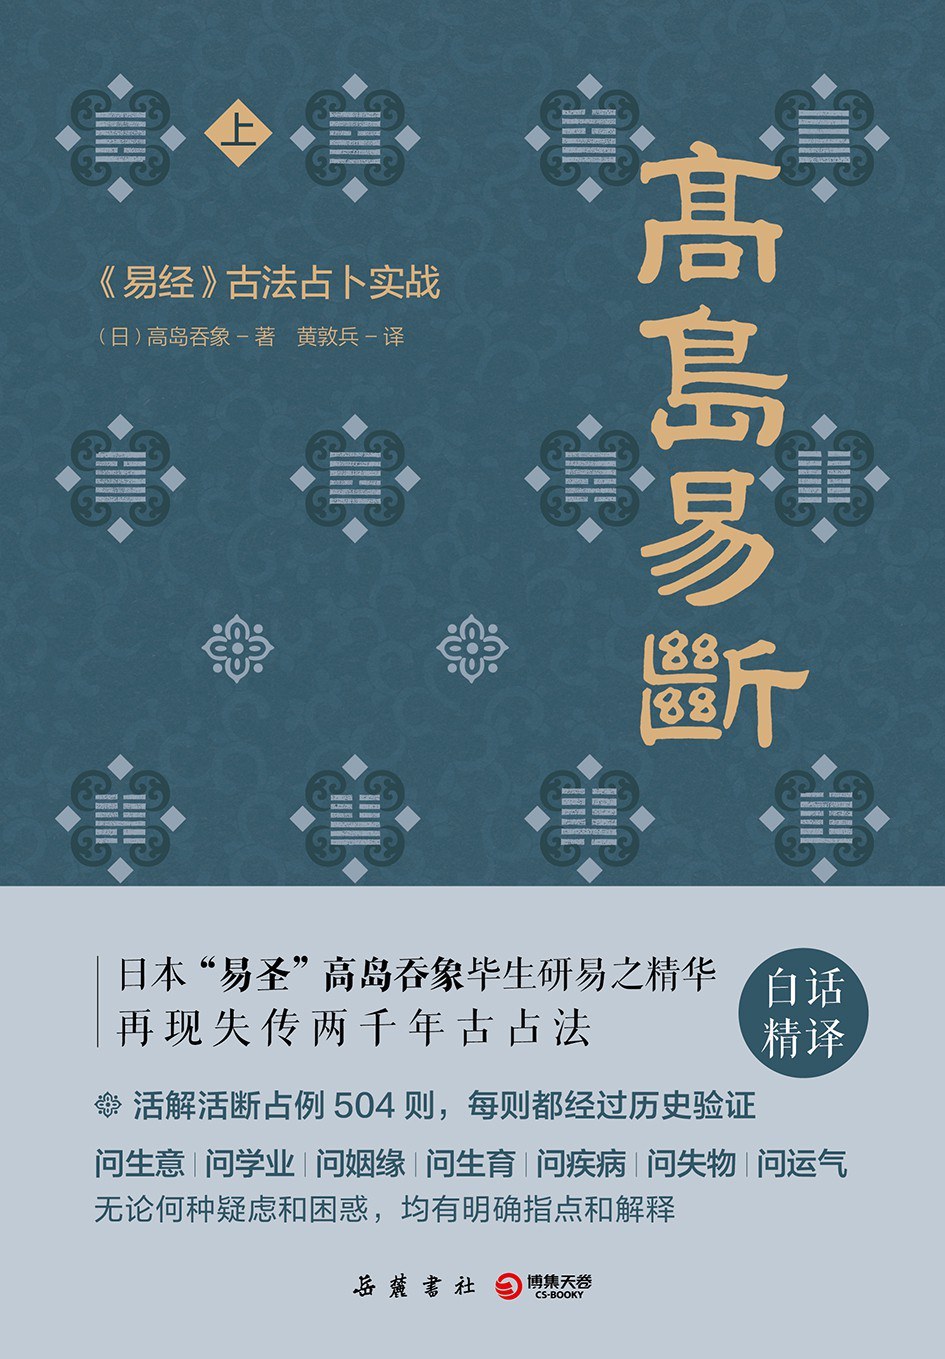 上
高島易斷
《易经》古法占卜实战
（日）高岛吞象–著 黄敦兵–译
日本“易圣”高岛吞象毕生研易之精华
再现失传两千年古占法
白话
精译
活解活断占例 504 则，每则都经过历史验证
问生意|问学业|问姻缘|问生育|问疾病|问失物|问运气
无论何种疑虑和困惑，均有明确指点和解释
岳麓书社
博集天卷
CS-BOOKY